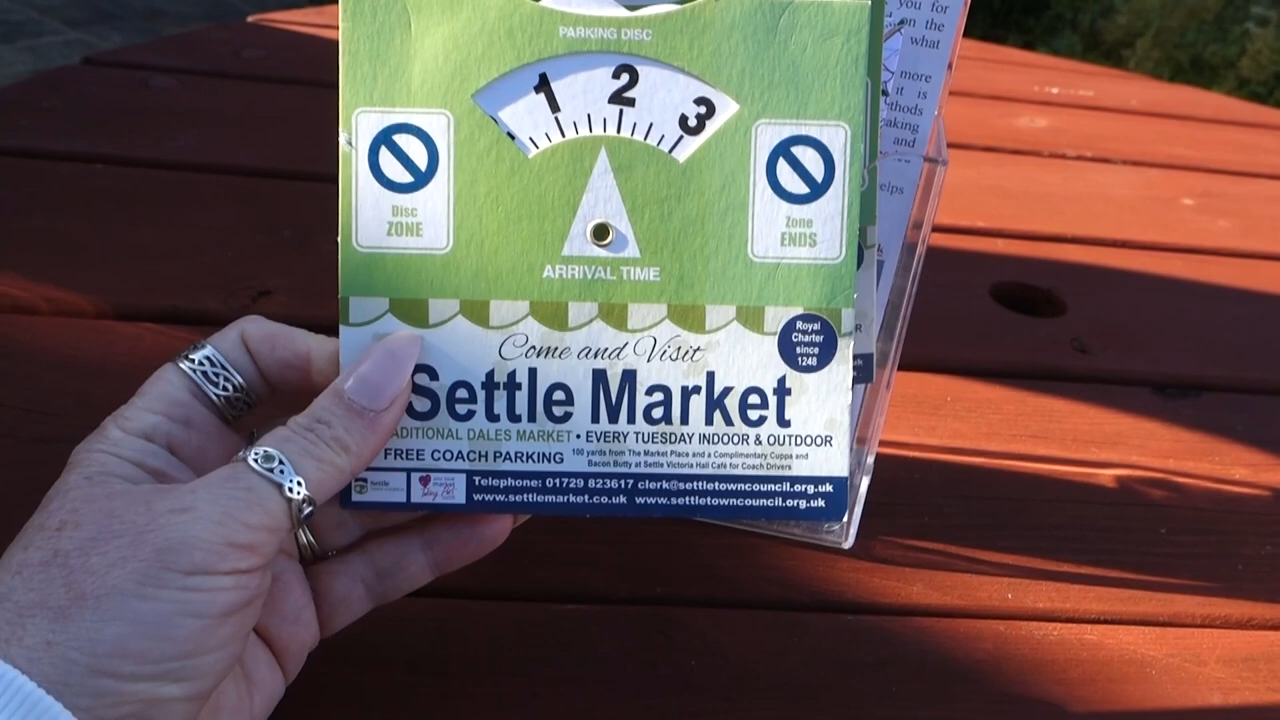 PARKING DISC
1 2 3
Disc
ZONE
Zone
ENDS
ARRIVAL TIME
Come and Visit
Royal
Charter
since
1248
Settle Market
ADITIONAL DALES MARKET • EVERY TUESDAY INDOOR & OUTDOOR
FREE COACH PARKING
100 yards from The Market Place and a Complimentary Cuppa and
Bacon Butty at Settle Victoria Hall Café for Coach Drivers
Settle
Telephone: 01729 823617 clerk@settletowncouncil.org.uk
www.settlemarket.co.uk www.settletowncouncil.org.uk
you for
on the
what
more
it is
thods
aking
and
elps